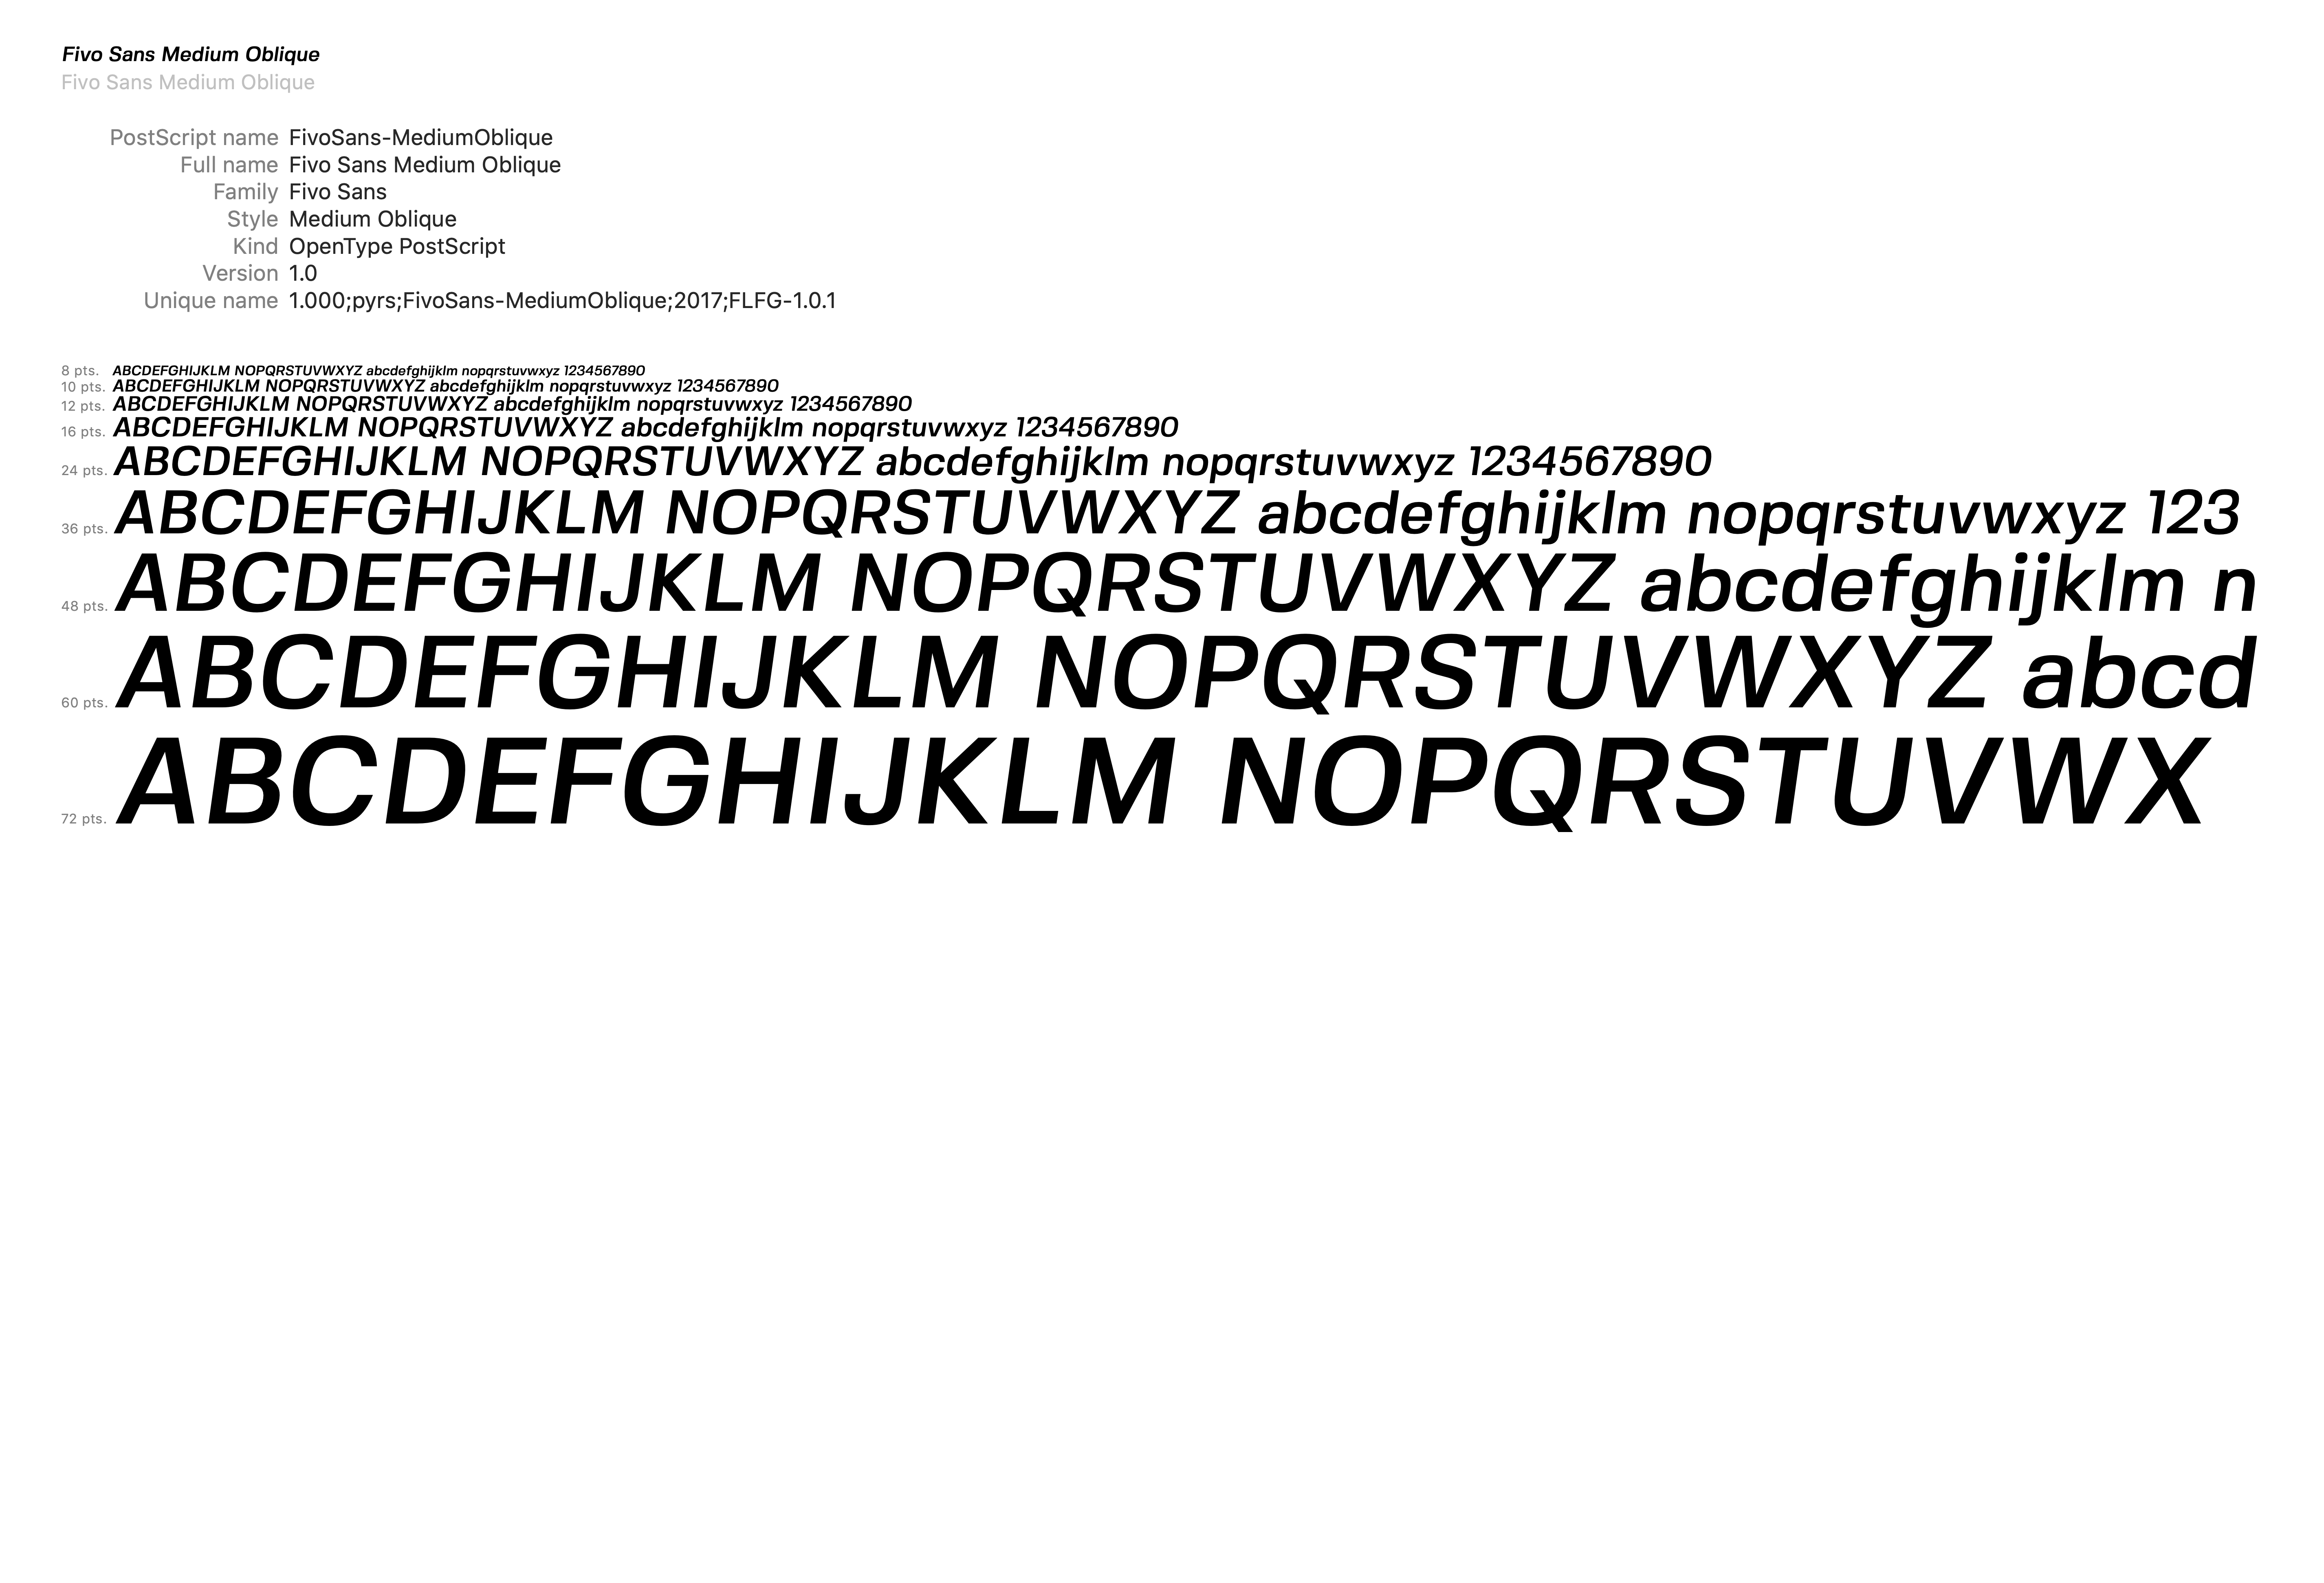 Fivo Sans Medium Oblique
Fivo Sans Medium Oblique
PostScript name FivoSans-MediumOblique
Full name Fivo Sans Medium Oblique
Family Fivo Sans
Style Medium Oblique
Kind OpenType PostScript
Version 1.0
Unique name 1.000;pyrs;FivoSans-MediumOblique;2017;FLFG-1.0.1
8 pts. ABCDEFGHIJKLM NOPQRSTUVWXYZ abcdefghijklm nopqrstuvwxyz 1234567890
10 pts. ABCDEFGHIJKLM NOPQRSTUVWXYZ abcdefghijklm nopqrstuvwxyz 1234567890
12 pts. ABCDEFGHIJKLM NOPQRSTUVWXYZ abcdefghijklm nopqrstuvwxyz 1234567890
16 pts. ABCDEFGHIJKLM NOPQRSTUVWXYZ abcdefghijklm nopqrstuvwxyz 1234567890
24 pts. ABCDEFGHIJKLM NOPQRSTUVWXYZ abcdefghijklm nopqrstuvwxyz 1234567890
36 pts. ABCDEFGHIJKLM NOPQRSTUVWXYZ abcdefghijklm nopqrstuvwxyz 123
48 pts. ABCDEFGHIJKLM NOPQRSTUVWXYZ abcdefghijklm n
60 pts. ABCDEFGHIJKLM NOPQRSTUVWXYZ abcd
72 pts. ABCDEFGHIJKLM NOPQRSTUVWX